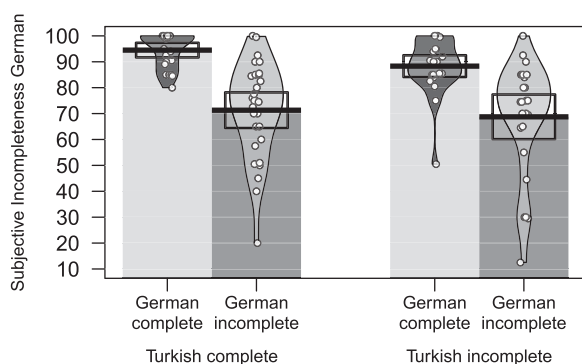 Subjective Incompleteness German
100
90
80
70
60
50
40
30
20
10
German complete
German incomplete
German complete
German incomplete
Turkish complete
Turkish incomplete